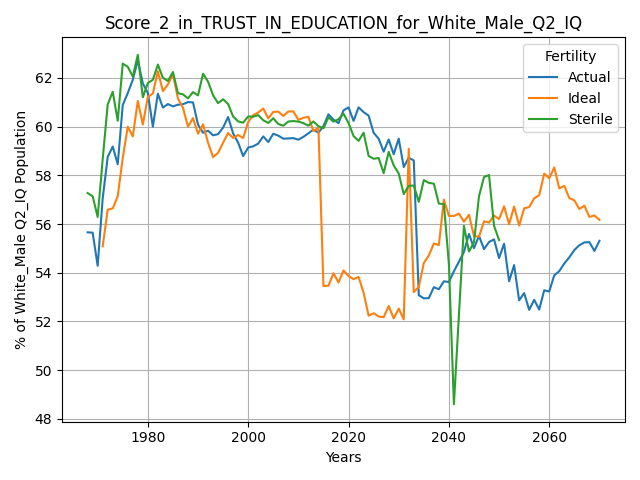 Score_2_in_TRUST_IN_EDUCATION_for_White_Male_Q2_IQ
Fertility
Actual
Ideal
Sterile
% of White_Male Q2_IQ Population
62
60
58
56
54
52
50
48
1980
2000
2020
2040
2060
Years